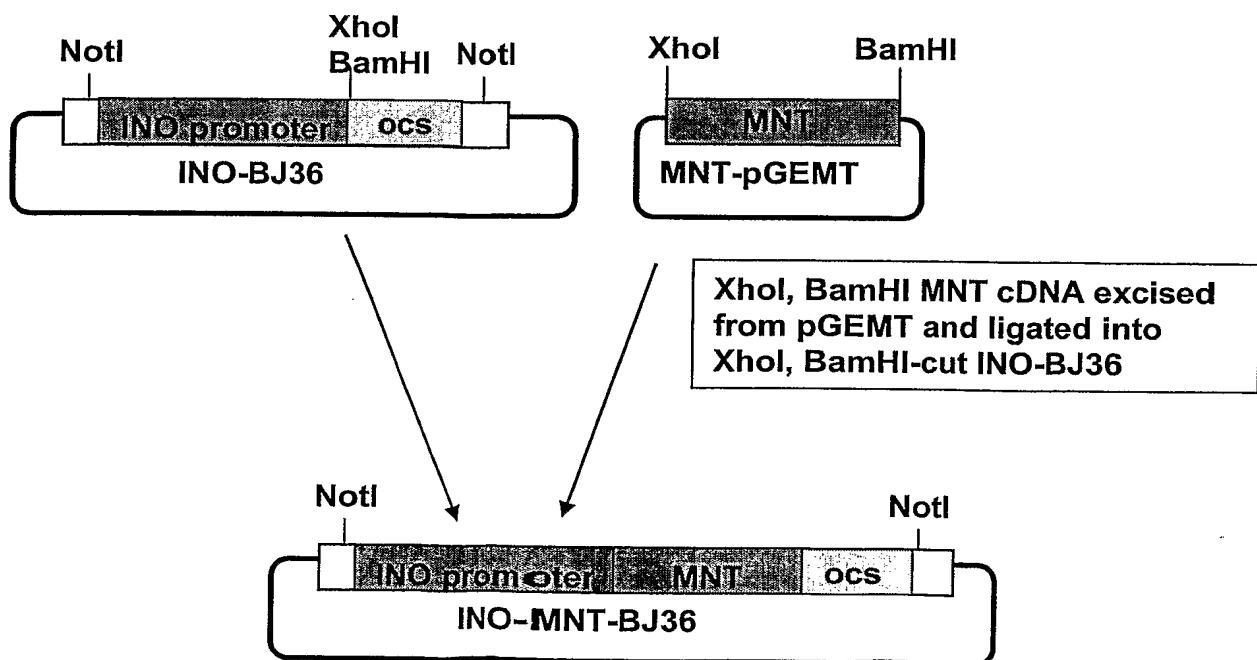 NotI
XhoI
BamHI
NotI
INO promoter
ocs
INO-BJ36
XhoI
BamHI
MNT
MNT-pGEMT
XhoI, BamHI MNT cDNA excised
from pGEMT and ligated into
XhoI, BamHI-cut INO-BJ36
NotI
NotI
INO promoter
MNT
ocs
INO-MNT-BJ36